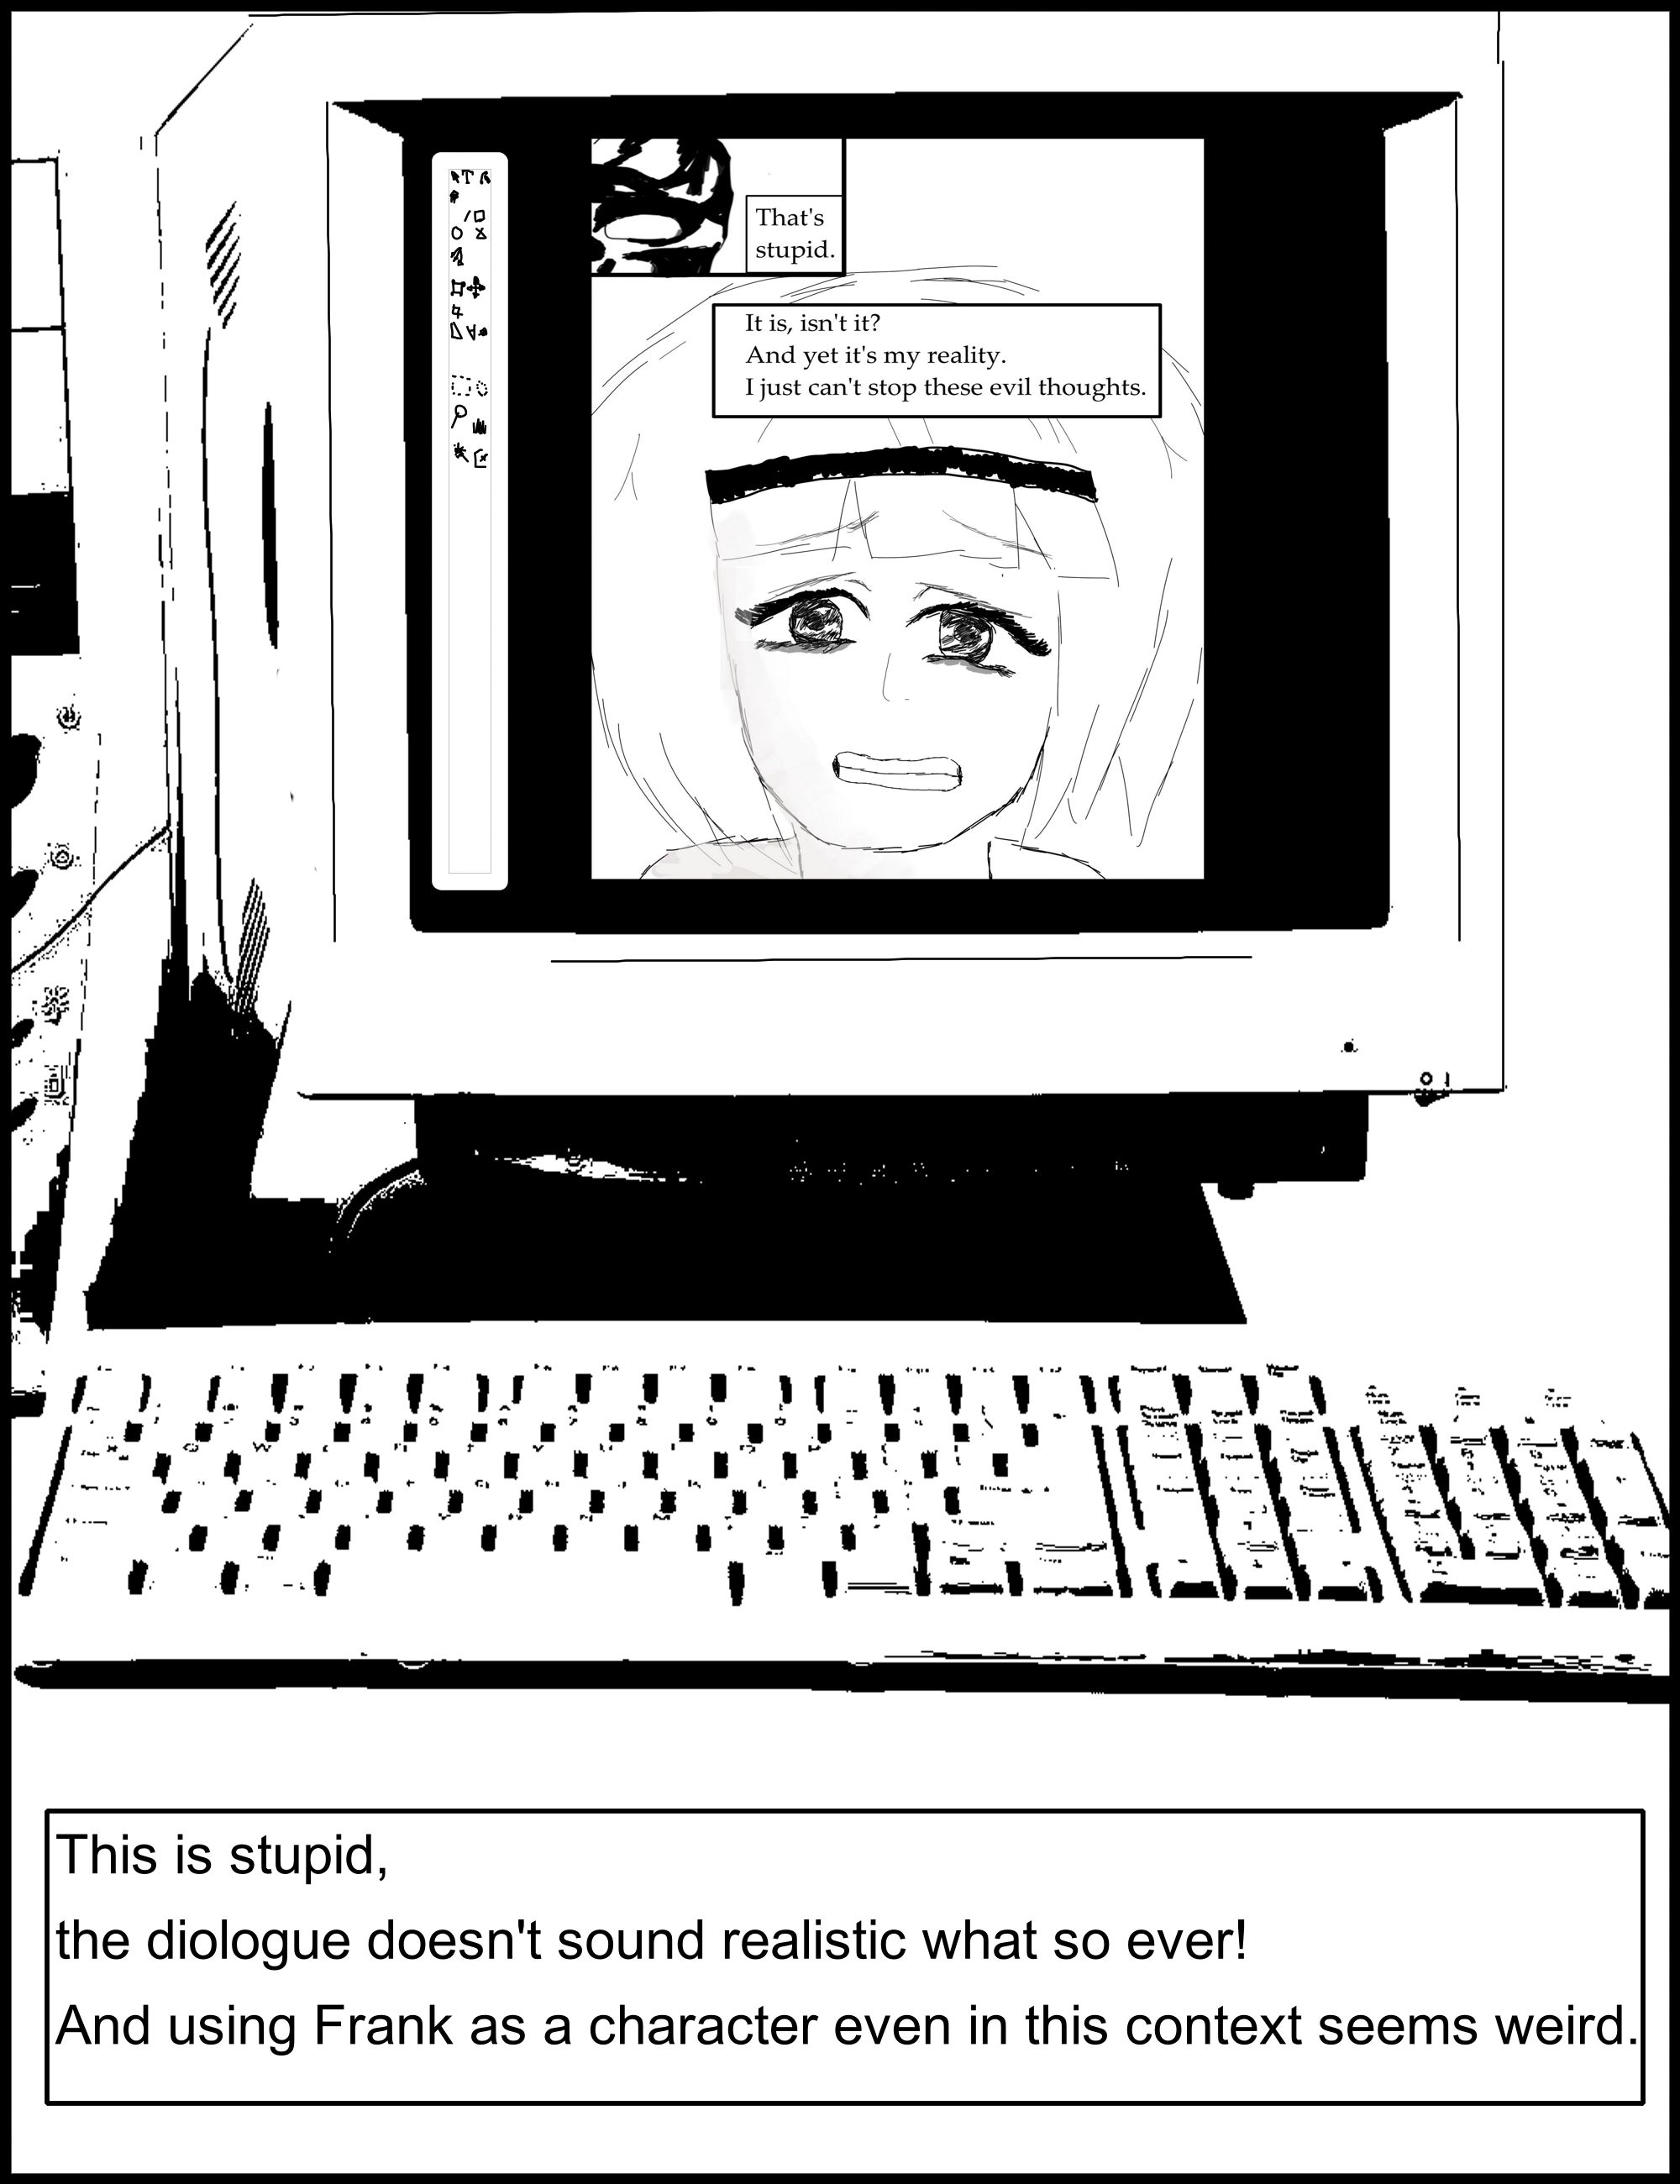 That's
stupid.
It is, isn't it?
And yet it's my reality.
I just can't stop these evil thoughts.
This is stupid,
the diologue doesn't sound realistic what so ever!
And using Frank as a character even in this context seems weird.